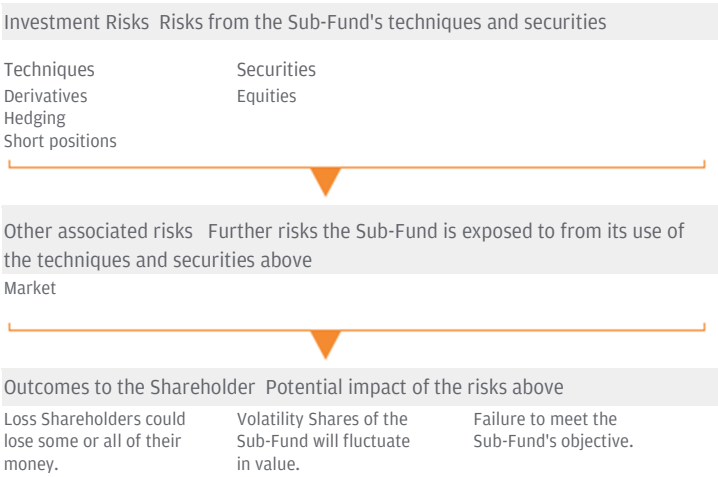 Investment Risks Risks from the Sub-Fund's techniques and securities
Techniques
Derivatives
Hedging
Short positions
Securities
Equities
Other associated risks Further risks the Sub-Fund is exposed to from its use of
the techniques and securities above
Market
Outcomes to the Shareholder Potential impact of the risks above
Loss Shareholders could
lose some or all of their
money.
Volatility Shares of the
Sub-Fund will fluctuate
in value.
Failure to meet the
Sub-Fund's objective.